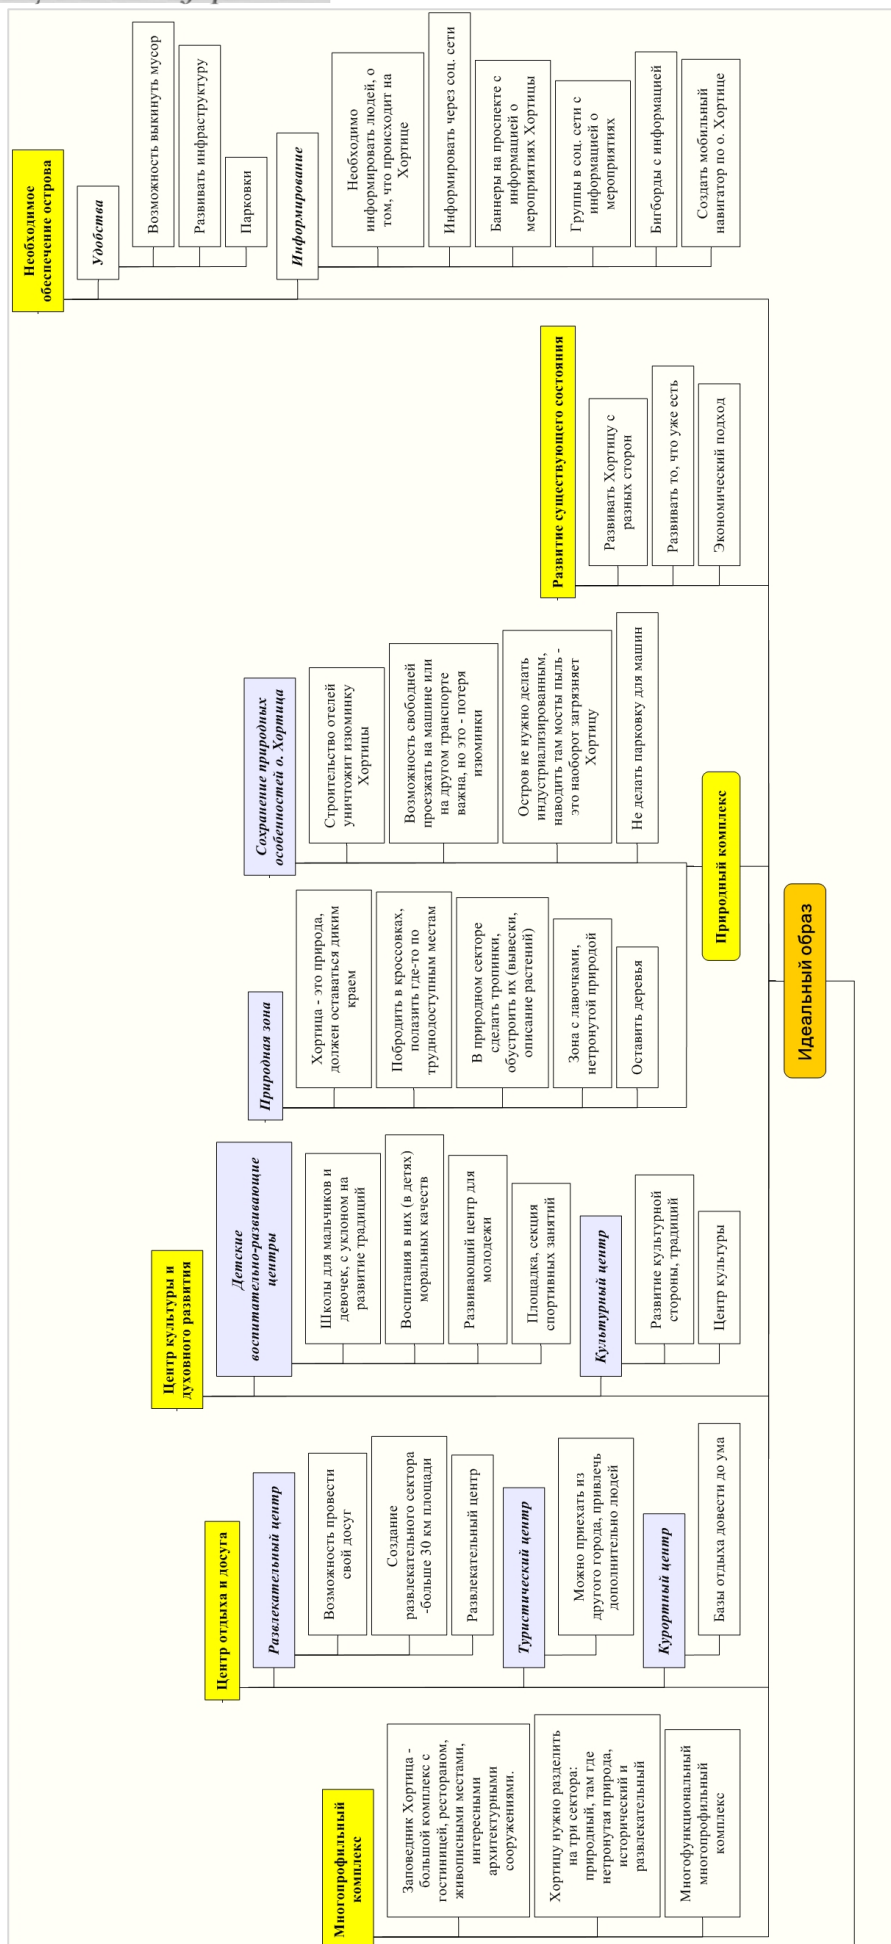 Необходимое
обеспечение острова
Удобства
Возможность выкинуть мусор
Развивать инфраструктуру
Парковки
Информирование
Необходимо
информировать людей, о
том, что происходит на
Хортице
Информировать через соц. сети
Баннеры на проспекте с
информацией о
мероприятиях Хортицы
Группы в соц. сети с
информацией о
мероприятиях
Бигборды с информацией
Создать мобильный
навигатор по о. Хортице
Развитие существующего состояния
Развивать Хортицу с
разных сторон
Развивать то, что уже есть
Экономический подход
Сохранение природных
особенностей о. Хортица
Строительство отелей
уничтожит изюминку
Хортицы
Возможность свободней
проезжать на машине или
на другом транспорте
важна, но это - потеря
изюминки
Остров не нужно делать
индустриализированным,
наводить там мосты пыль -
это наоборот загрязняет
Хортицу
Не делать парковку для машин
Природный комплекс
Природная зона
Хортица - это природа,
должен оставаться диким
краем
Побродить в кроссовках,
полазить где-то по
труднодоступным местам
В природном секторе
сделать тропинки,
обустроить их (вывески,
описание растений)
Зона с лавочками,
нетронутой природой
Оставить деревья
Идеальный образ
Центр культуры и
духовного развития
Детские
воспитательно-развивающие
центры
Школы для мальчиков и
девочек, с уклоном на
развитие традиций
Воспитания в них (в детях)
моральных качеств
Развивающий центр для
молодежи
Площадка, секция
спортивных занятий
Культурный центр
Развитие культурной
стороны, традиций
Центр культуры
Центр отдыха и досуга
Развлекательный центр
Возможность провести
свой досуг
Создание
развлекательного сектора
-больше 30 км площади
Развлекательный центр
Туристический центр
Можно приехать из
другого города, привлечь
дополнительно людей
Курортный центр
Базы отдыха довести до ума
Многопрофильный
комплекс
Заповедник Хортица -
большой комплекс с
гостиницей, рестораном,
живописными местами,
интересными
архитектурными
сооружениями.
Хортицу нужно разделить
на три сектора:
природный, там где
нетронутая природа,
исторический и
развлекательный
Многофункциональный
многопрофильный
комплекс